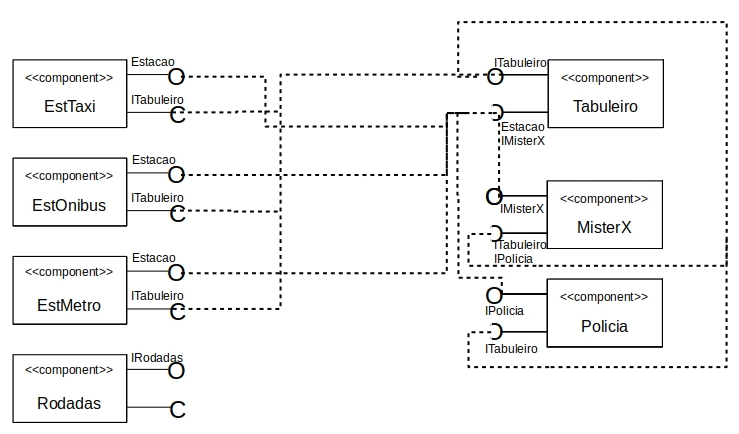 Estacao
<<component>>
EstTaxi
ITabuleiro
Estacao
<<component>>
EstOnibus
ITabuleiro
Estacao
<<component>>
EstMetro
ITabuleiro
IRodadas
<<component>>
Rodadas
ITabuleiro
<<component>>
Tabuleiro
Estacao
IMisterX
<<component>>
MisterX
IMisterX
ITabuleiro
IPolicia
<<component>>
Policia
IPolicia
ITabuleiro